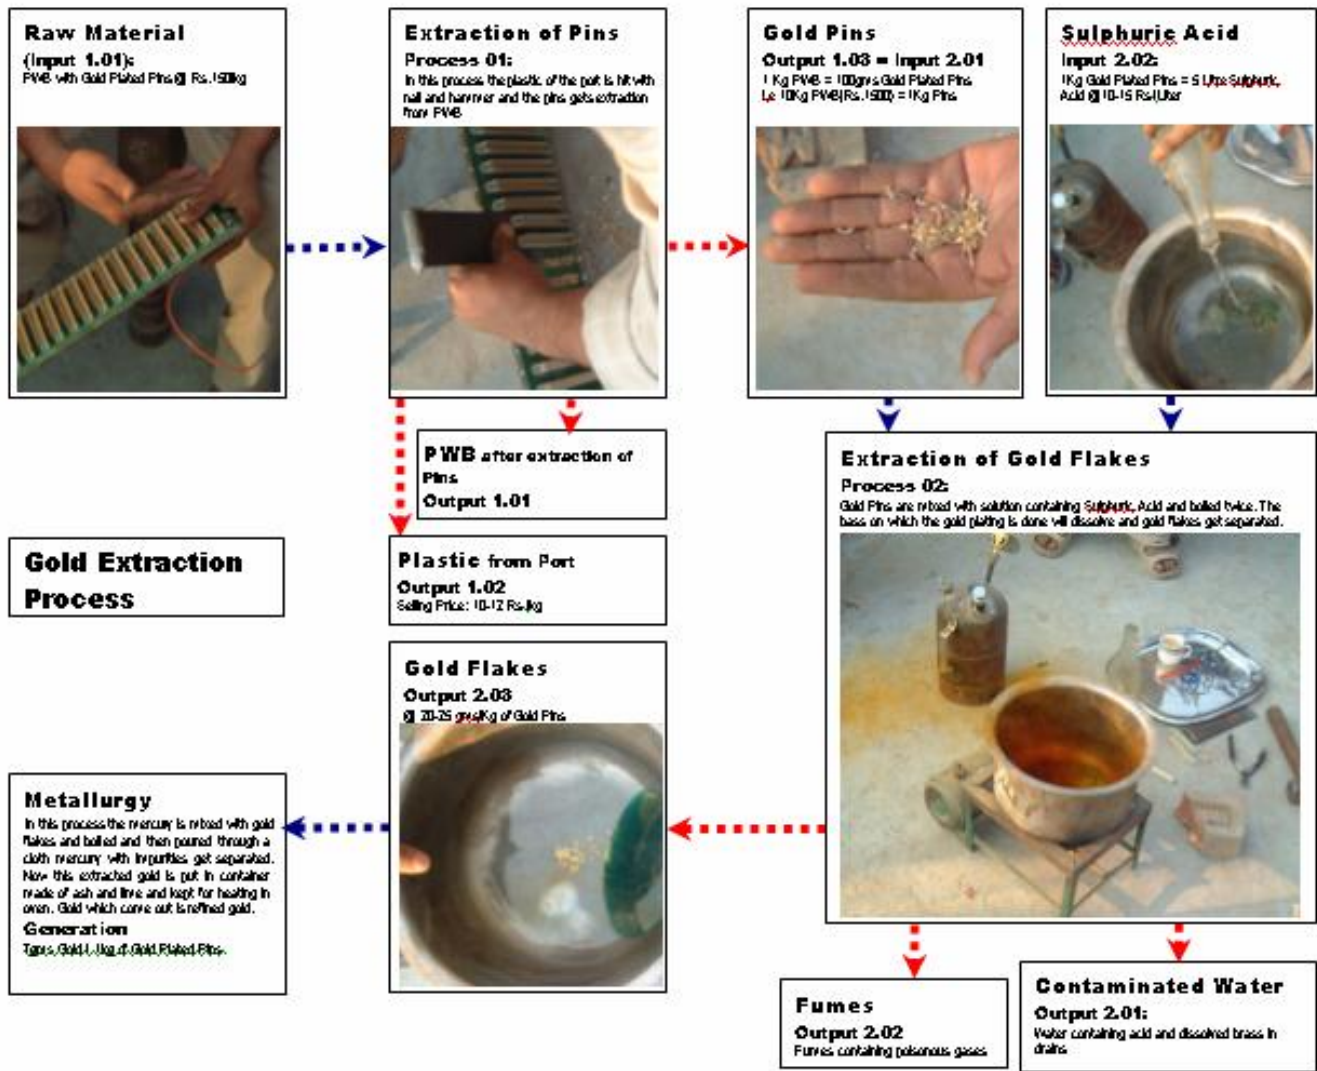 Raw Material
(Input 1.01):
PWB with Gold Plated Pins@ Rs.150/kg
Extraction of Pins
Process 01:
In this process the plastic of the port is hit with
nail and hammer and the pins gets extraction
from PWB
Gold Pins
Output 1.03 = Input 2.01
1 Kg PWB = 100gms Gold Plated Pins
i.e 10Kg PWB(Rs.1500) = 1Kg Pins
Sulphuric Acid
Input 2.02:
1Kg Gold Plated Pins = 5 Litre Sulphuric
Acid @10-15 Rs/Liter
PWB after extraction of
Pins
Output 1.01
Extraction of Gold Flakes
Process 02:
Gold Pins are mixed with solution containing Sulphuric Acid and boiled twice. The
bass on which the gold plating is done will dissolve and gold flakes get separated.
Gold Extraction
Process
Plastic from Port
Output 1.02
Selling Price: 10-12 Rs/kg
Gold Flakes
Output 2.03
@ 20-25 gms/Kg of Gold Pins
Metallurgy
In this process the mercury is mixed with gold
flakes and boiled and then poured through a
cloth mercury with impurities get separated.
Now this extracted gold is put in container
made of ash and lime and kept for heating in
oven. Gold which come out is refined gold.
Generation
of Gold Plated Pins
Fumes
Output 2.02
Fumes containing poisonous gases
Contaminated Water
Output 2.01:
Water containing acid and dissolved brass in
drains